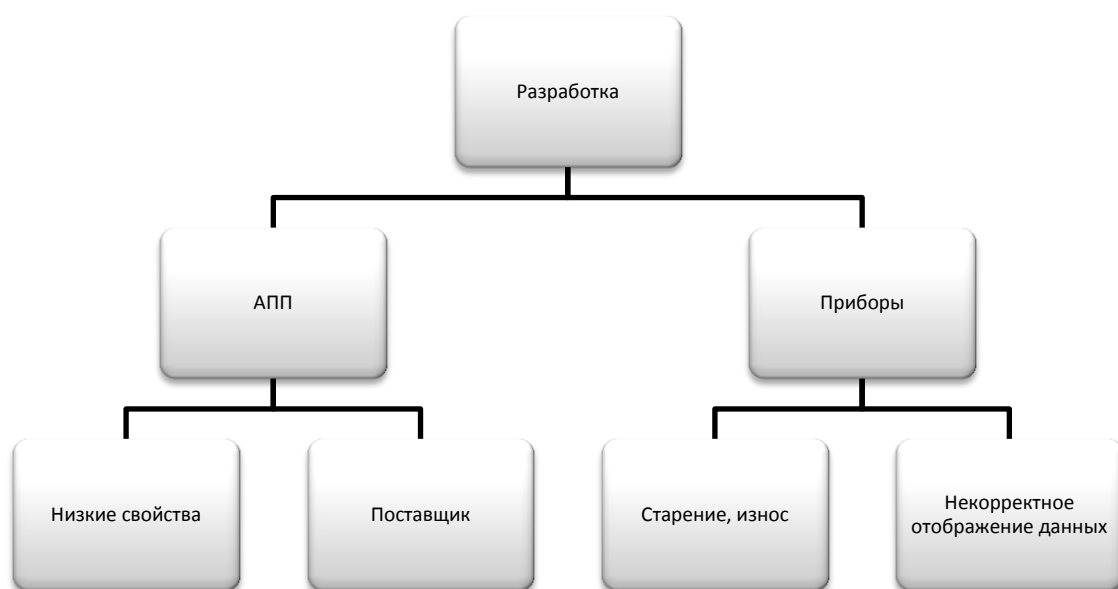 Разработка
АПП
Приборы
Низкие свойства
Поставщик
Старение, износ
Некорректное
отображение данных